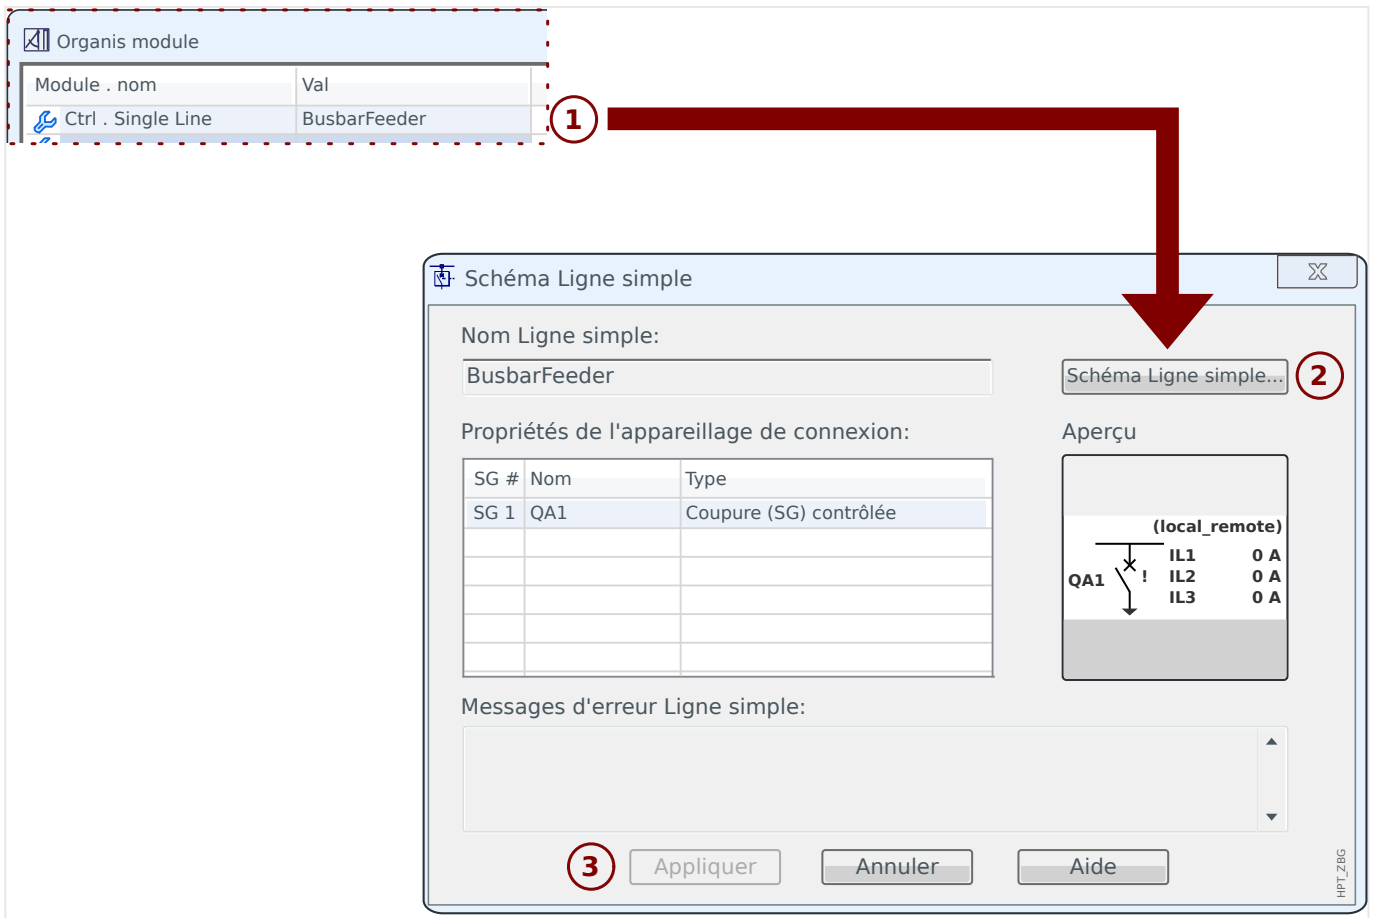 Organis module
Module . nom Val
Ctrl . Single Line BusbarFeeder
1
Schéma Ligne simple
Nom Ligne simple:
BusbarFeeder
Schéma Ligne simple...
2
Propriétés de l'appareillage de connexion:
Aperçu
SG # Nom Type
SG 1 QA1 Coupure (SG) contrôlée
(local_remote)
IL1 0 A
QA1 ! IL2 0 A
IL3 0 A
Messages d'erreur Ligne simple:
3
Appliquer Annuler Aide
HPT_ZBG